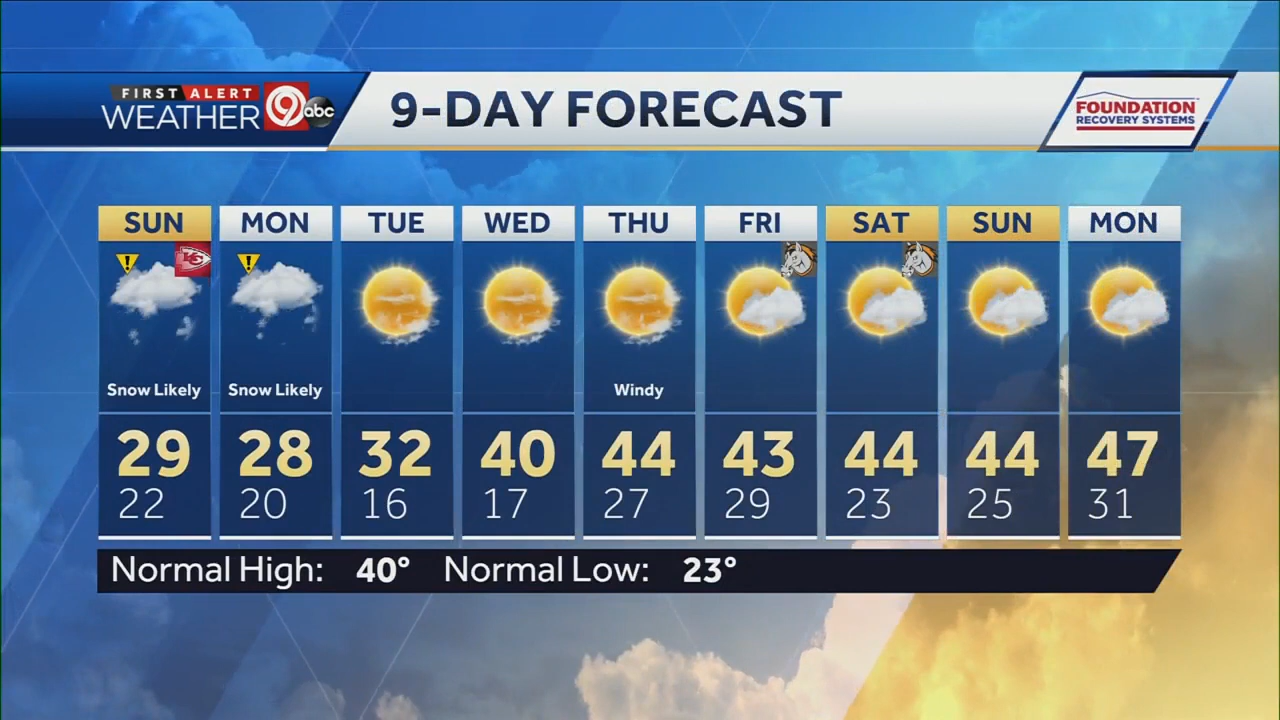 FIRST ALERT
WEATHER 9 abc
9-DAY FORECAST
FOUNDATION
RECOVERY SYSTEMS
SUN MON TUE WED THU FRI SAT SUN MON
! KC !
Snow Likely Snow Likely Windy
29 28 32 40 44 43 44 44 47
22 20 16 17 27 29 23 25 31
Normal High: 40° Normal Low: 23°